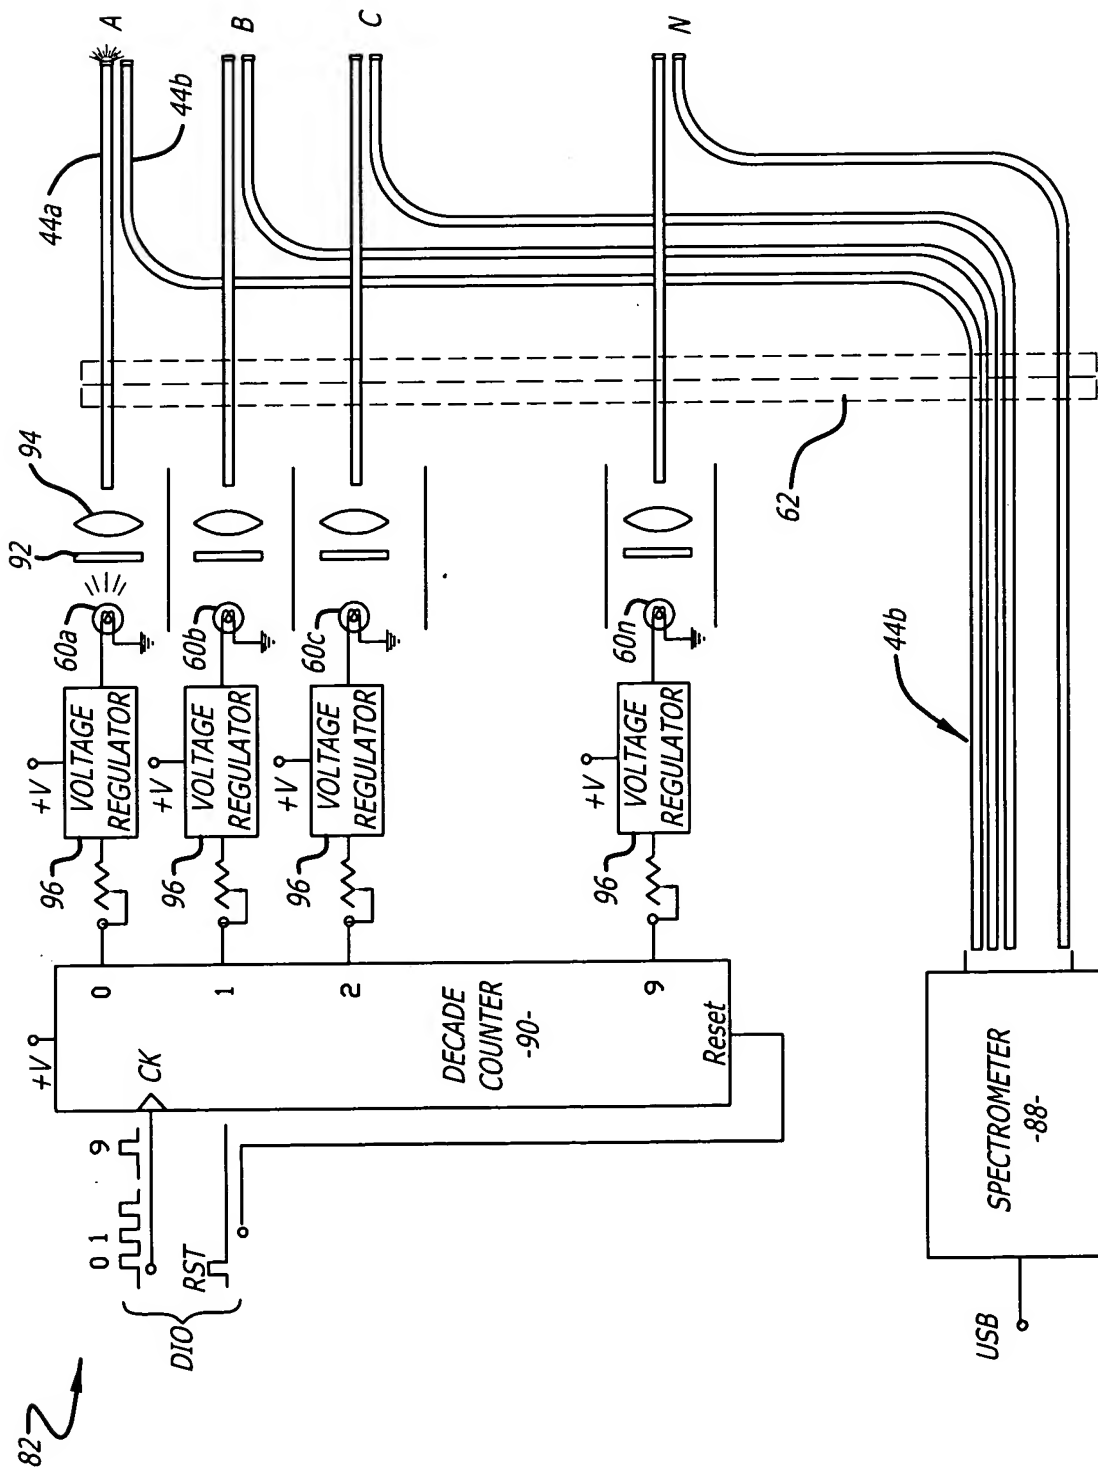 82
DIO
0 1 9
RST
+V
CK
0
1
2
9
DECADE
COUNTER
-90-
Reset
96
+V
VOLTAGE
REGULATOR
60a
92
94
44a
44b
A
96
+V
VOLTAGE
REGULATOR
60b
B
96
+V
VOLTAGE
REGULATOR
60c
C
96
+V
VOLTAGE
REGULATOR
60n
N
62
44b
USB
SPECTROMETER
-88-